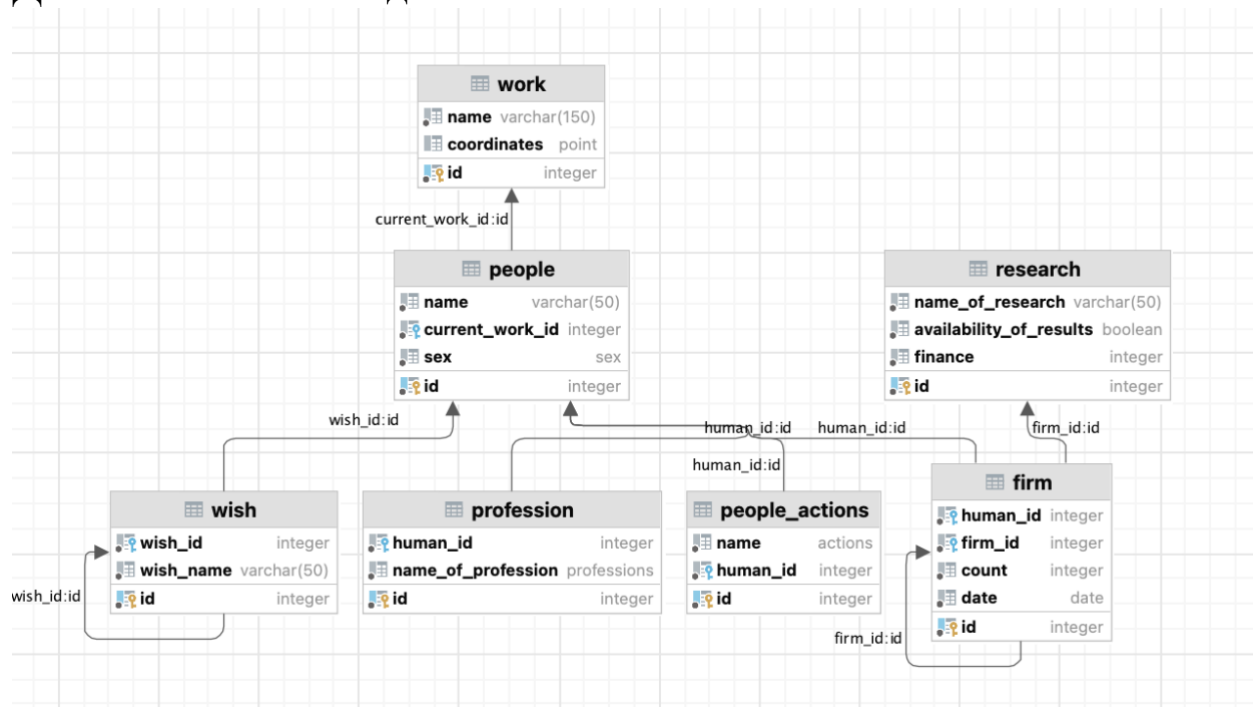 work
name varchar(150)
coordinates point
id integer
current_work_id:id
people
name varchar(50)
current_work_id integer
sex sex
id integer
research
name_of_research varchar(50)
availability_of_results boolean
finance integer
id integer
wish_id:id
human_id:id
human_id:id
firm_id:id
human_id:id
wish
wish_id integer
wish_name varchar(50)
id integer
wish_id:id
profession
human_id integer
name_of_profession professions
id integer
people_actions
name actions
human_id integer
id integer
firm
human_id integer
firm_id integer
count integer
date date
id integer
firm_id:id